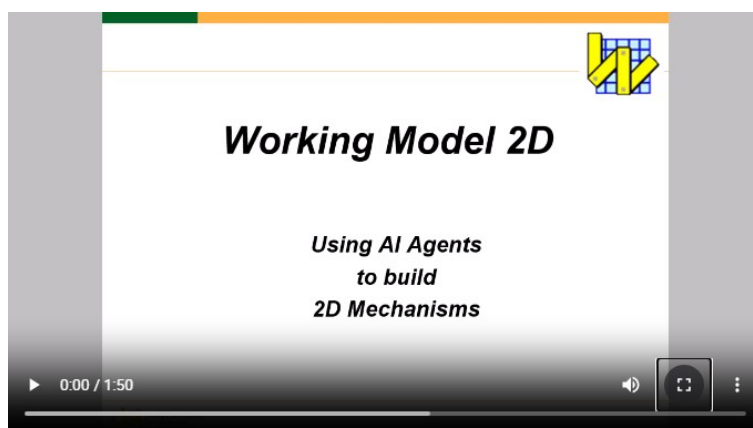 Working Model 2D
Using AI Agents
to build
2D Mechanisms
0:00 / 1:50